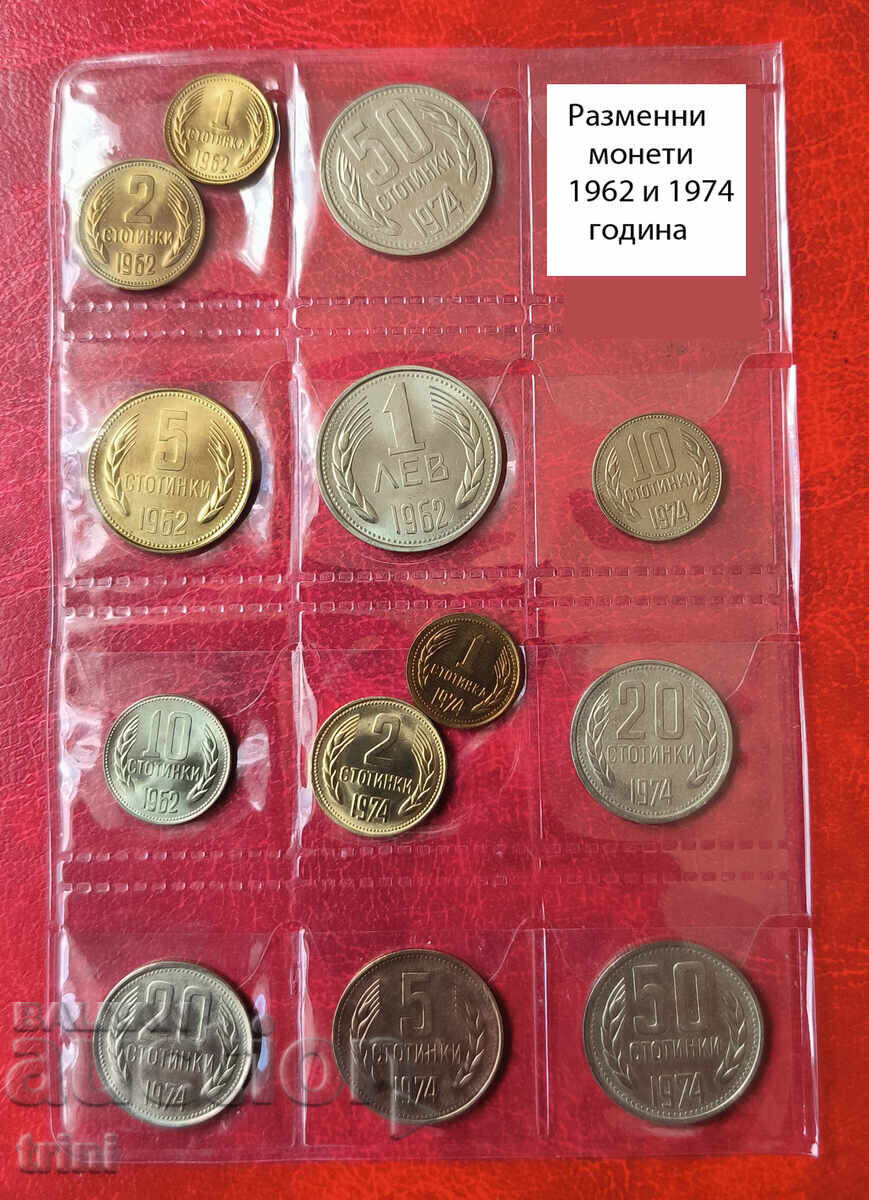 1
СТОТИНКА
1962
2
СТОТИНКИ
1962
50
СТОТИНКИ
1974
Разменни
монети
1962 и 1974
година
5
СТОТИНКИ
1962
1
ЛЕВ
1962
10
СТОТИНКИ
1974
10
СТОТИНКИ
1962
1
СТОТИНКА
1974
2
СТОТИНКИ
1974
20
СТОТИНКИ
1974
20
СТОТИНКИ
1974
5
СТОТИНКИ
1974
50
СТОТИНКИ
1974
auction
trini